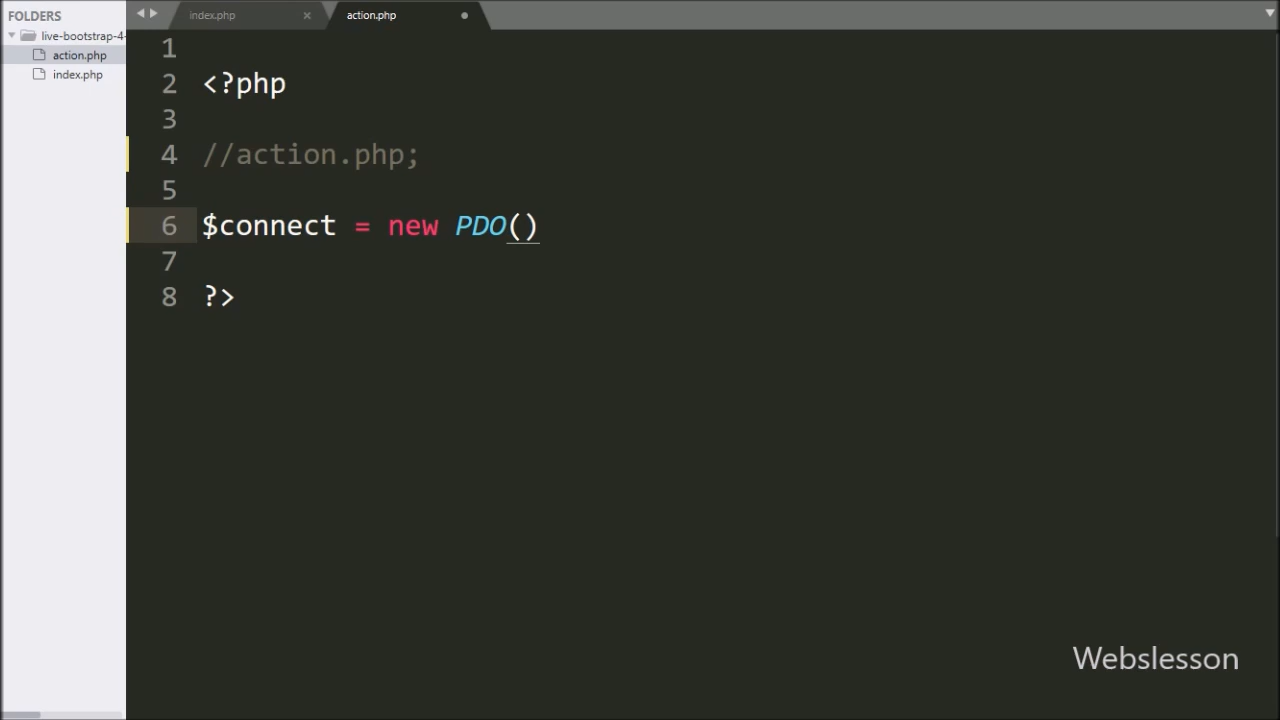 FOLDERS
live-bootstrap-4-
action.php
index.php
index.php ×
action.php
1
2 <?php
3
4 //action.php;
5
6 $connect = new PDO()
7
8 ?>
Webslesson